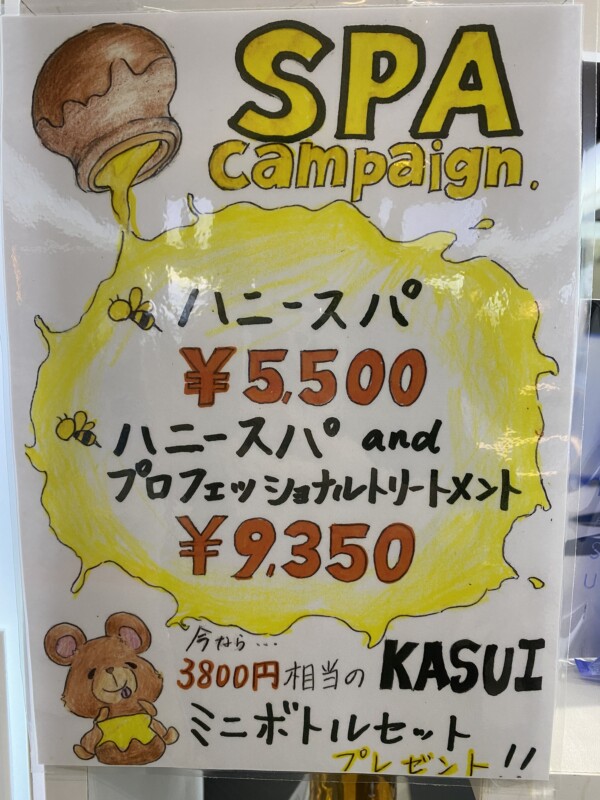 SPA
Campaign.
ハニースパ
¥5,500
ハニースパ and
プロフェッショナルトリートメント
¥9,350
今なら...
3800円相当の KASUI
ミニボトルセット
プレゼント!!